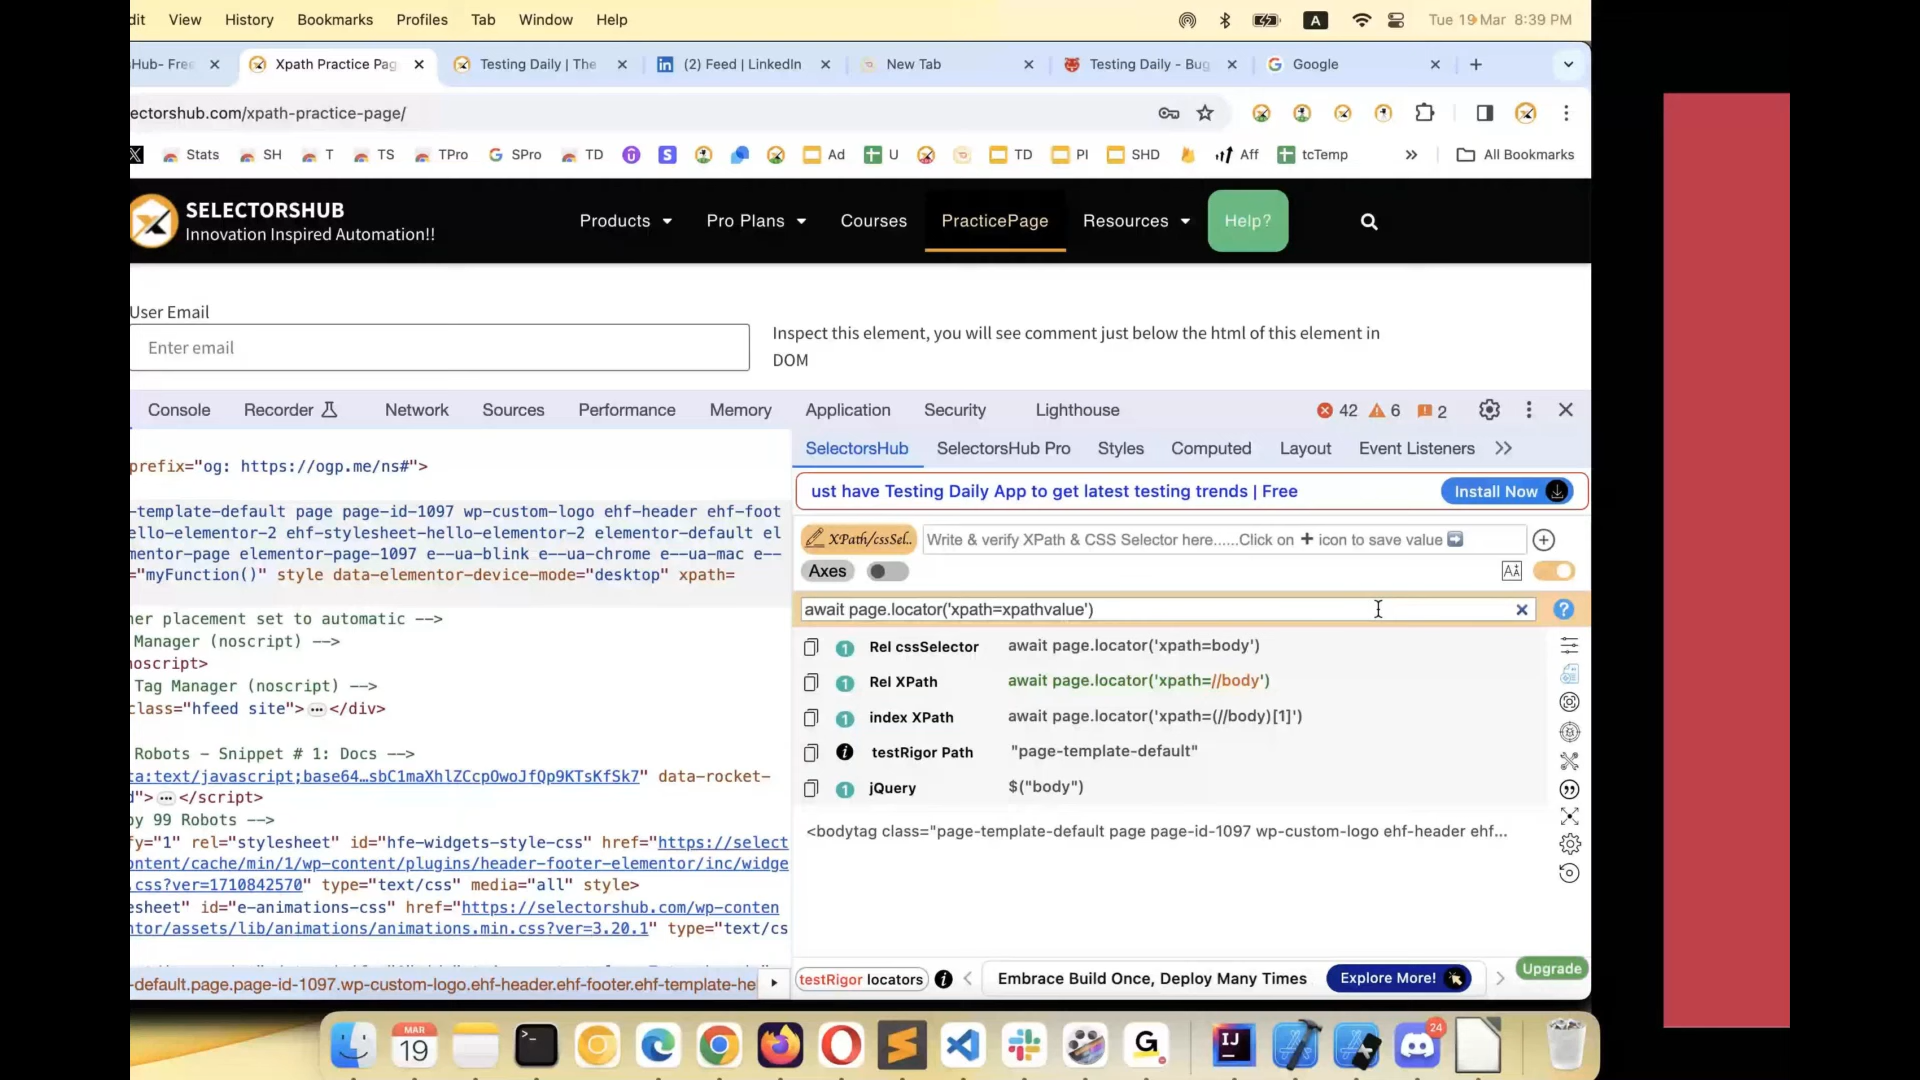 dit View History Bookmarks Profiles Tab Window Help A Tue 19 Mar 8:39 PM
sHub- Free Xpath Practice Pag Testing Daily | The (2) Feed | LinkedIn New Tab Testing Daily - Bug Google
ectorshub.com/xpath-practice-page/
Stats SH T TS TPro SPro TD Ad U TD PI SHD Aff tcTemp All Bookmarks
SELECTORSHUB
Innovation Inspired Automation!!
Products Pro Plans Courses PracticePage Resources Help?
User Email
Enter email
Inspect this element, you will see comment just below the html of this element in
DOM
Console Recorder Network Sources Performance Memory Application Security Lighthouse 42 6 2
SelectorsHub SelectorsHub Pro Styles Computed Layout Event Listeners
prefix="og: https://ogp.me/ns#">
-template-default page page-id-1097 wp-custom-logo ehf-header ehf-foot
ello-elementor-2 ehf-stylesheet-hello-elementor-2 elementor-default el
mentor-page elementor-page-1097 e--ua-blink e--ua-chrome e--ua-mac e--
="myFunction()" style data-elementor-device-mode="desktop" xpath=
er placement set to automatic -->
Manager (noscript) -->
noscript>
Tag Manager (noscript) -->
class="hfeed site"> … </div>
Robots - Snippet # 1: Docs -->
ta:text/javascript;base64…sbC1maXhlZCcpOwoJfQp9KTsKfSk7" data-rocket-
d"> … </script>
by 99 Robots -->
fy="1" rel="stylesheet" id="hfe-widgets-style-css" href="https://select
ontent/cache/min/1/wp-content/plugins/header-footer-elementor/inc/widge
.css?ver=1710842570" type="text/css" media="all" style>
esheet" id="e-animations-css" href="https://selectorshub.com/wp-conten
ntor/assets/lib/animations/animations.min.css?ver=3.20.1" type="text/cs
-default.page.page-id-1097.wp-custom-logo.ehf-header.ehf-footer.ehf-template-he
ust have Testing Daily App to get latest testing trends | Free Install Now
XPath/cssSel.. Write & verify XPath & CSS Selector here......Click on + icon to save value
Axes
await page.locator('xpath=xpathvalue')
1 Rel cssSelector await page.locator('xpath=body')
1 Rel XPath await page.locator('xpath=//body')
1 index XPath await page.locator('xpath=(//body)[1]')
testRigor Path "page-template-default"
1 jQuery $("body")
<bodytag class="page-template-default page page-id-1097 wp-custom-logo ehf-header ehf...
testRigor locators Embrace Build Once, Deploy Many Times Explore More! Upgrade
MAR
19
G
IJ
24